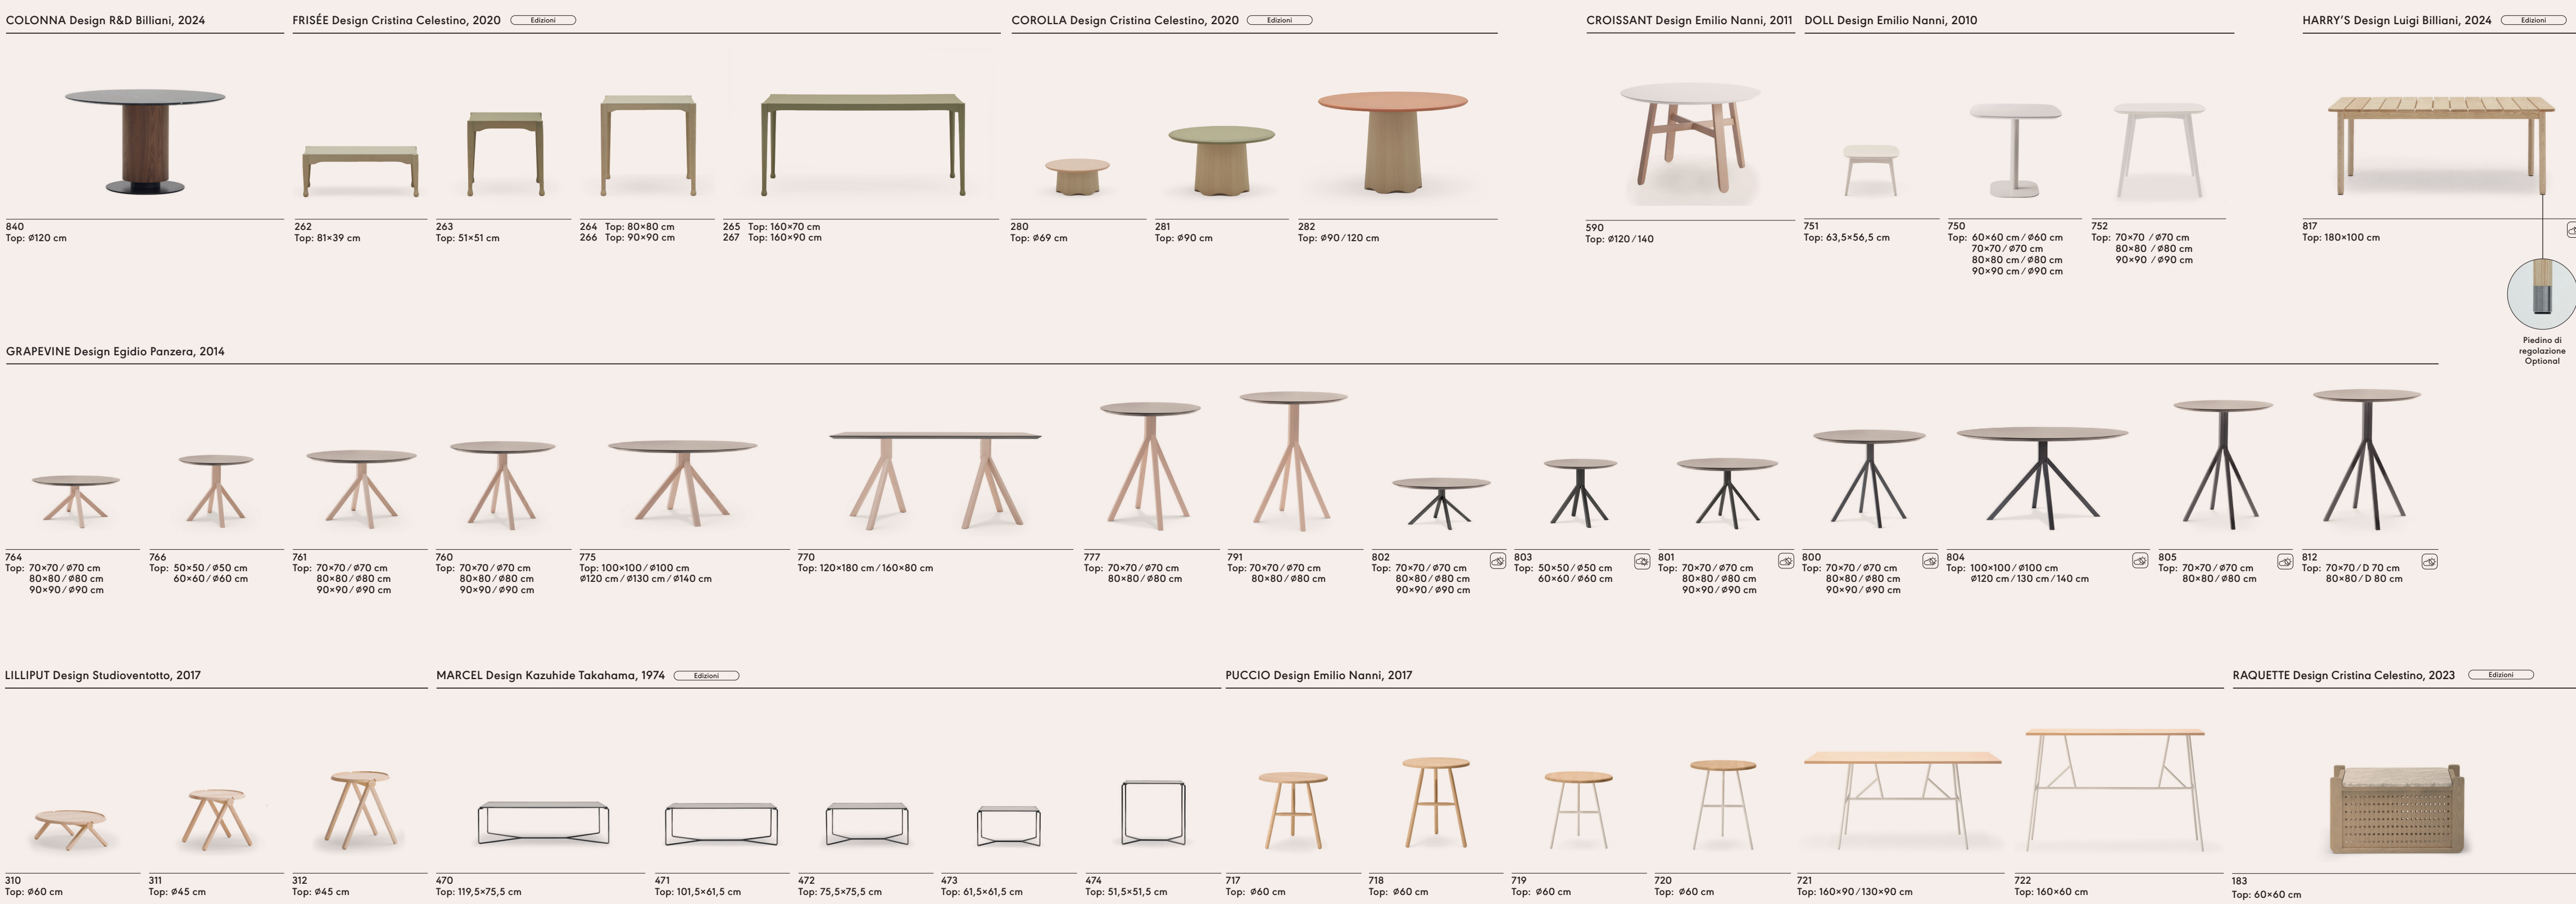 COLONNA Design R&D Billiani, 2024
840
Top: Ø120 cm
FRISÉE Design Cristina Celestino, 2020 Edizioni
262
Top: 81×39 cm
263
Top: 51×51 cm
264 Top: 80×80 cm
266 Top: 90×90 cm
265 Top: 160×70 cm
267 Top: 160×90 cm
COROLLA Design Cristina Celestino, 2020 Edizioni
280
Top: Ø69 cm
281
Top: Ø90 cm
282
Top: Ø90/120 cm
CROISSANT Design Emilio Nanni, 2011
590
Top: Ø120/140
DOLL Design Emilio Nanni, 2010
751
Top: 63,5×56,5 cm
750
Top: 60×60 cm/Ø60 cm
70×70/Ø70 cm
80×80 cm/Ø80 cm
90×90 cm/Ø90 cm
752
Top: 70×70 /Ø70 cm
80×80 /Ø80 cm
90×90 /Ø90 cm
HARRY'S Design Luigi Billiani, 2024 Edizioni
817
Top: 180×100 cm
Piedino di
regolazione
Optional
GRAPEVINE Design Egidio Panzera, 2014
764
Top: 70×70/Ø70 cm
80×80/Ø80 cm
90×90/Ø90 cm
766
Top: 50×50/Ø50 cm
60×60/Ø60 cm
761
Top: 70×70/Ø70 cm
80×80/Ø80 cm
90×90/Ø90 cm
760
Top: 70×70/Ø70 cm
80×80/Ø80 cm
90×90/Ø90 cm
775
Top: 100×100/Ø100 cm
Ø120 cm/Ø130 cm/Ø140 cm
770
Top: 120×180 cm/160×80 cm
777
Top: 70×70/Ø70 cm
80×80/Ø80 cm
791
Top: 70×70/Ø70 cm
80×80/Ø80 cm
802
Top: 70×70/Ø70 cm
80×80/Ø80 cm
90×90/Ø90 cm
803
Top: 50×50/Ø50 cm
60×60/Ø60 cm
801
Top: 70×70/Ø70 cm
80×80/Ø80 cm
90×90/Ø90 cm
800
Top: 70×70/Ø70 cm
80×80/Ø80 cm
90×90/Ø90 cm
804
Top: 100×100/Ø100 cm
Ø120 cm/130 cm/140 cm
805
Top: 70×70/Ø70 cm
80×80/Ø80 cm
812
Top: 70×70/D 70 cm
80×80/D 80 cm
LILLIPUT Design Studioventotto, 2017
310
Top: Ø60 cm
311
Top: Ø45 cm
312
Top: Ø45 cm
MARCEL Design Kazuhide Takahama, 1974 Edizioni
470
Top: 119,5×75,5 cm
471
Top: 101,5×61,5 cm
472
Top: 75,5×75,5 cm
473
Top: 61,5×61,5 cm
474
Top: 51,5×51,5 cm
PUCCIO Design Emilio Nanni, 2017
717
Top: Ø60 cm
718
Top: Ø60 cm
719
Top: Ø60 cm
720
Top: Ø60 cm
721
Top: 160×90/130×90 cm
722
Top: 160×60 cm
RAQUETTE Design Cristina Celestino, 2023 Edizioni
183
Top: 60×60 cm